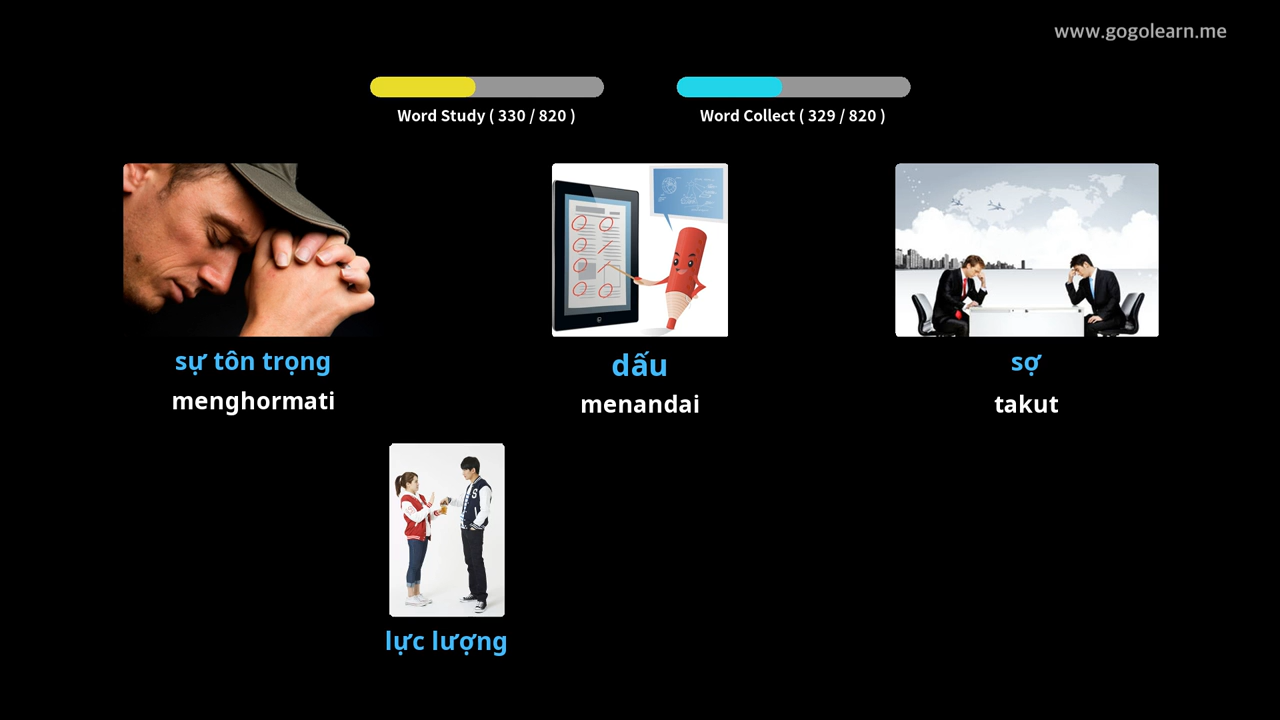 www.gogolearn.me
Word Study ( 330 / 820 )
Word Collect ( 329 / 820 )
sự tôn trọng
menghormati
dấu
menandai
sợ
takut
lực lượng